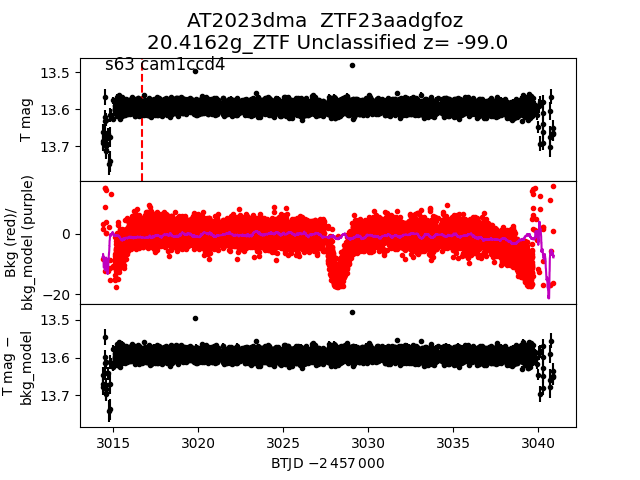 AT2023dma  ZTF23aadgfoz
20.4162g_ZTF Unclassified z= -99.0
s63 cam1ccd4
13.5
13.6
13.7
T mag
0
−20
Bkg (red)/
bkg_model (purple)
13.5
13.6
13.7
T mag −
bkg_model
3015 3020 3025 3030 3035 3040
BTJD −2 457 000